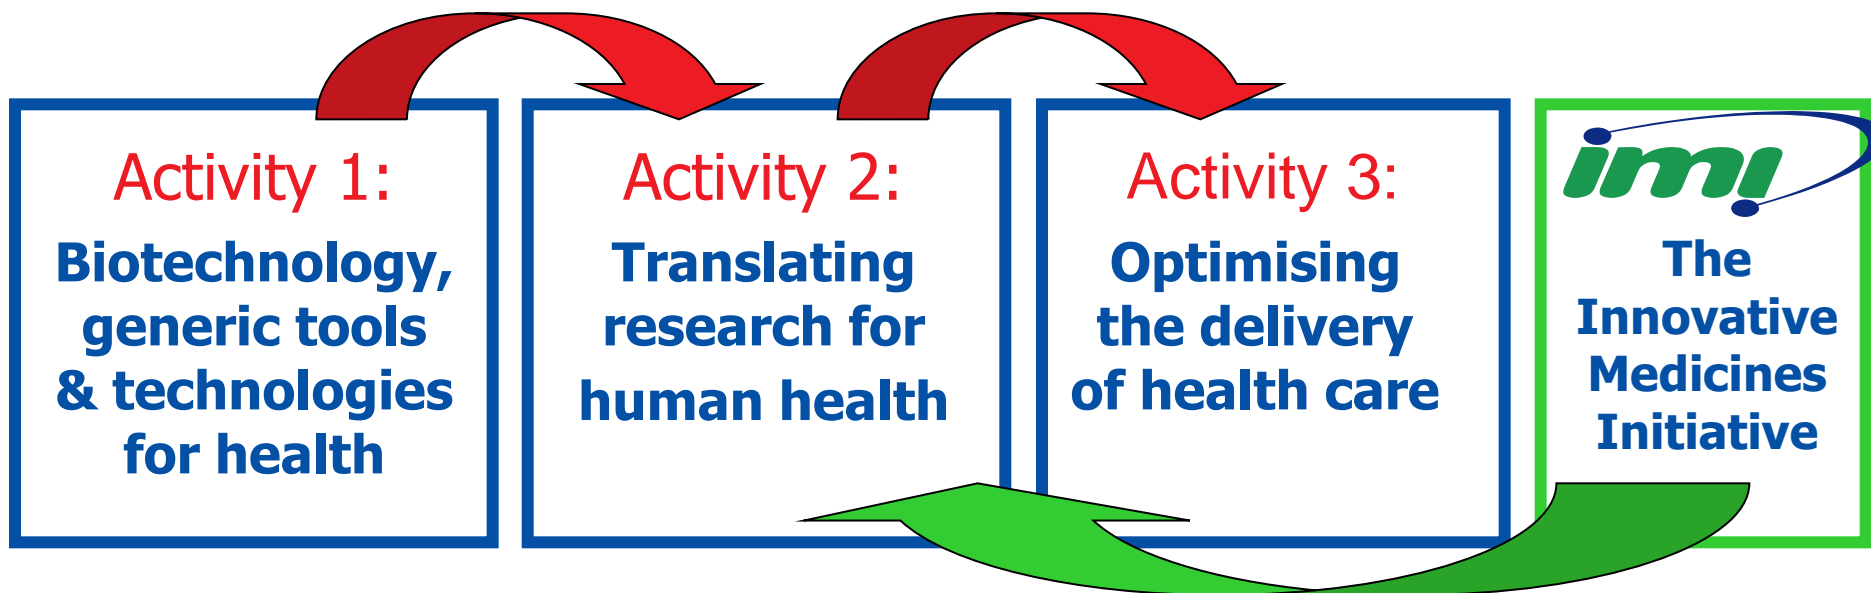 Activity 1:
Biotechnology,
generic tools
& technologies
for health
Activity 2:
Translating
research for
human health
Activity 3:
Optimising
the delivery
of health care
imi
The
Innovative
Medicines
Initiative